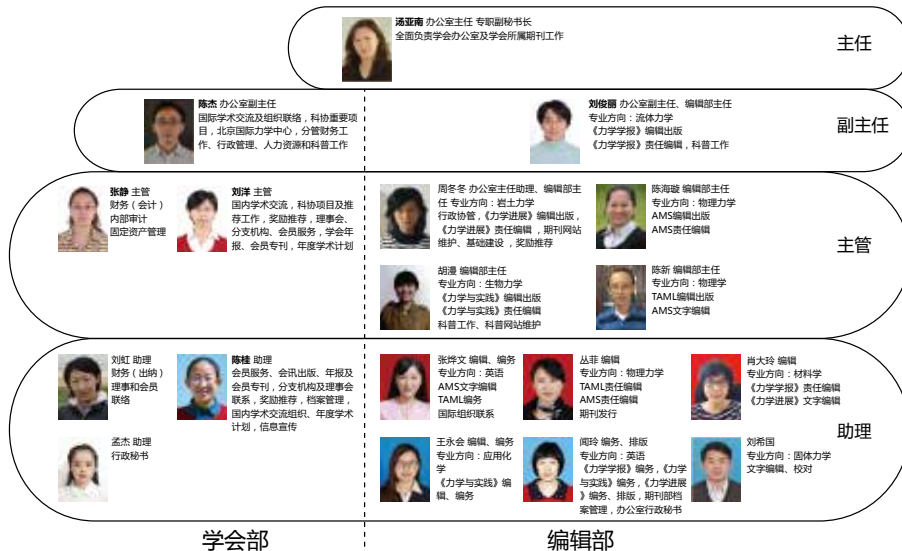 汤亚南 办公室主任 专职副秘书长
全面负责学会办公室及学会所属期刊工作
主任
陈杰 办公室副主任
国际学术交流及组织联络，科协重要项
目，北京国际力学中心，分管财务工
作、行政管理、人力资源和科普工作
刘俊丽 办公室副主任、编辑部主任
专业方向：流体力学
《力学学报》编辑出版
《力学学报》责任编辑，科普工作
副主任
张静 主管
财务（会计）
内部审计
固定资产管理
刘洋 主管
国内学术交流，科协项目及推
荐工作，奖励推荐，理事会、
分支机构、会员服务，学会年
报、会员专刊，年度学术计划
周冬冬 办公室主任助理、编辑部主
任 专业方向：岩土力学
行政协管，《力学进展》编辑出版，
《力学进展》责任编辑，期刊网站
维护、基础建设，奖励推荐
陈海璇 编辑部主任
专业方向：物理力学
AMS编辑出版
AMS责任编辑
主管
胡漫 编辑部主任
专业方向：生物力学
《力学与实践》编辑出版
《力学与实践》责任编辑
科普工作、科普网站维护
陈新 编辑部主任
专业方向：物理学
TAML编辑出版
AMS文字编辑
刘虹 助理
财务（出纳）
理事和会员
联络
陈桂 助理
会员服务、会讯出版、年报及
会员专刊，分支机构及理事会
联系，奖励推荐，档案管理，
国内学术交流组织、年度学术
计划，信息宣传
张烨文 编辑、编务
专业方向：英语
AMS文字编辑
TAML编务
国际组织联系
丛菲 编辑
专业方向：物理力学
TAML责任编辑
AMS责任编辑
期刊发行
肖大玲 编辑
专业方向：材料学
《力学学报》责任编辑
《力学进展》文字编辑
助理
孟杰 助理
行政秘书
王永会 编辑、编务
专业方向：应用化
学
《力学与实践》编
辑、编务
闻玲 编务、排版
专业方向：英语
《力学学报》编务，《力学
与实践》编务，《力学进展
》编务、排版，期刊部档
案管理，办公室行政秘书
刘希国
专业方向：固体力学
文字编辑、校对
学会部
编辑部